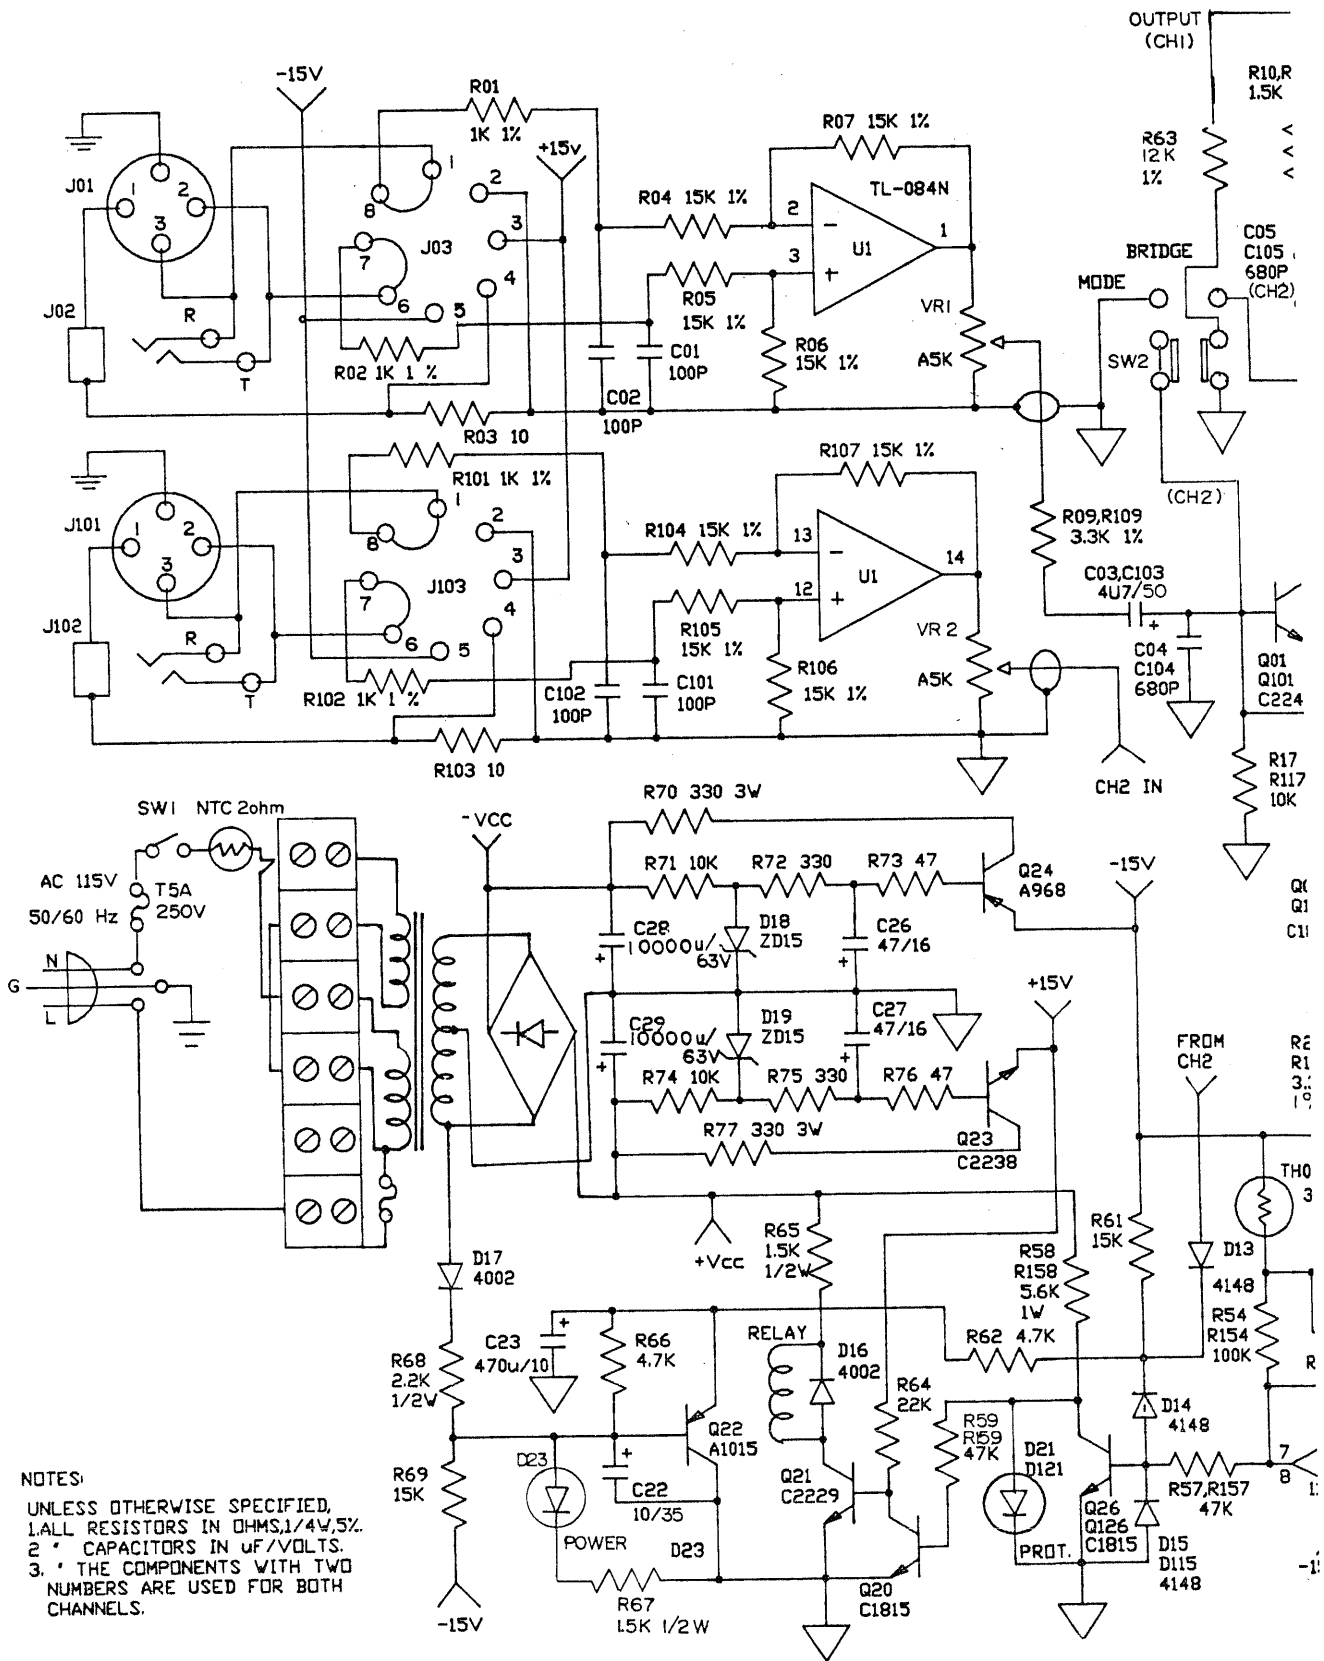 OUTPUT
(CH1)
R10,R
1.5K
R63
12K
1%
-15V
R01
1K 1%
+15v
R07 15K 1%
TL-084N
J01
1
2
3
1
8
2
3
J03
7
6
4
5
R04 15K 1%
2
3
1
U1
R05
15K 1%
R06
15K 1%
C05
C105
680P
(CH2)
BRIDGE
MODE
SW2
VR1
A5K
J02
R
T
R02 1K 1 %
C01
100P
C02
100P
R03 10
R101 1K 1%
R107 15K 1%
(CH2)
J101
1
2
3
1
8
2
3
J103
7
6
4
5
R104 15K 1%
13
12
14
U1
R105
15K 1%
R106
15K 1%
R09,R109
3.3K 1%
C03,C103
4U7/50
C04
C104
680P
Q01
Q101
C224
VR2
A5K
J102
R
T
R102 1K 1 %
C102
100P
C101
100P
R103 10
CH2 IN
R17
R117
10K
SW1 NTC 2ohm
-VCC
R70 330 3W
R71 10K
R72 330
R73 47
Q24
A968
-15V
AC 115V
50/60 Hz
T5A
250V
C28
10000u/
63V
D18
ZD15
C26
47/16
C18
N
G
L
+15V
C29
10000u/
63V
D19
ZD15
C27
47/16
FROM
CH2
R74 10K
R75 330
R76 47
R77 330 3W
Q23
C2238
THO
3
+Vcc
R65
1.5K
1/2W
R61
15K
D13
4148
R58
R158
5.6K
1W
D17
4002
C23
470u/10
R66
4.7K
RELAY
D16
4002
R62 4.7K
R54
R154
100K
R68
2.2K
1/2W
R64
22K
D14
4148
Q22
A1015
R59
R159
47K
D21
D121
R69
15K
D23
C22
10/35
Q21
C2229
R57,R157
47K
7
8
POWER
D23
PROT.
Q26
Q126
C1815
D15
D115
4148
R67
1.5K 1/2W
Q20
C1815
-15V
NOTES:
UNLESS OTHERWISE SPECIFIED,
1.ALL RESISTORS IN OHMS,1/4W,5%.
2 " CAPACITORS IN uF/VOLTS.
3. " THE COMPONENTS WITH TWO
NUMBERS ARE USED FOR BOTH
CHANNELS.